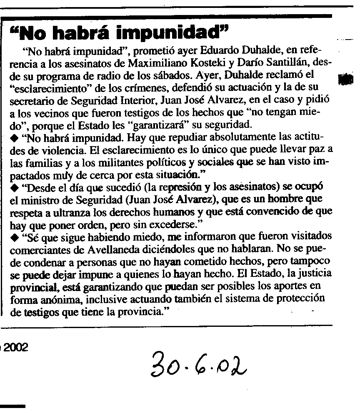 "No habrá impunidad"
"No habrá impunidad", prometió ayer Eduardo Duhalde, en refe-
rencia a los asesinatos de Maximiliano Kosteki y Darío Santillán, des-
de su programa de radio de los sábados. Ayer, Duhalde reclamó el
"esclarecimiento" de los crímenes, defendió su actuación y la de su
secretario de Seguridad Interior, Juan José Alvarez, en el caso y pidió
a los vecinos que fueron testigos de los hechos que "no tengan mie-
do", porque el Estado les "garantizará" su seguridad.
◆ "No habrá impunidad. Hay que repudiar absolutamente las actitu-
des de violencia. El esclarecimiento es lo único que puede llevar paz a
las familias y a los militantes políticos y sociales que se han visto im-
pactados muy de cerca por esta situación."
◆ "Desde el día que sucedió (la represión y los asesinatos) se ocupó
el ministro de Seguridad (Juan José Alvarez), que es un hombre que
respeta a ultranza los derechos humanos y que está convencido de que
hay que poner orden, pero sin excederse."
◆ "Sé que sigue habiendo miedo, me informaron que fueron visitados
comerciantes de Avellaneda diciéndoles que no hablaran. No se pue-
de condenar a personas que no hayan cometido hechos, pero tampoco
se puede dejar impune a quienes lo hayan hecho. El Estado, la justicia
provincial, está garantizando que puedan ser posibles los aportes en
forma anónima, inclusive actuando también el sistema de protección
de testigos que tiene la provincia."
2002
30.6.02